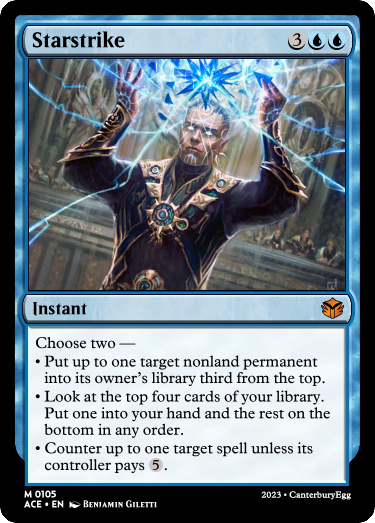 Starstrike 3
Instant
Choose two —
• Put up to one target nonland permanent
into its owner's library third from the top.
• Look at the top four cards of your library.
Put one into your hand and the rest on the
bottom in any order.
• Counter up to one target spell unless its
controller pays 5.
M 0105
ACE • EN Benjamin Giletti
2023 • CanterburyEgg